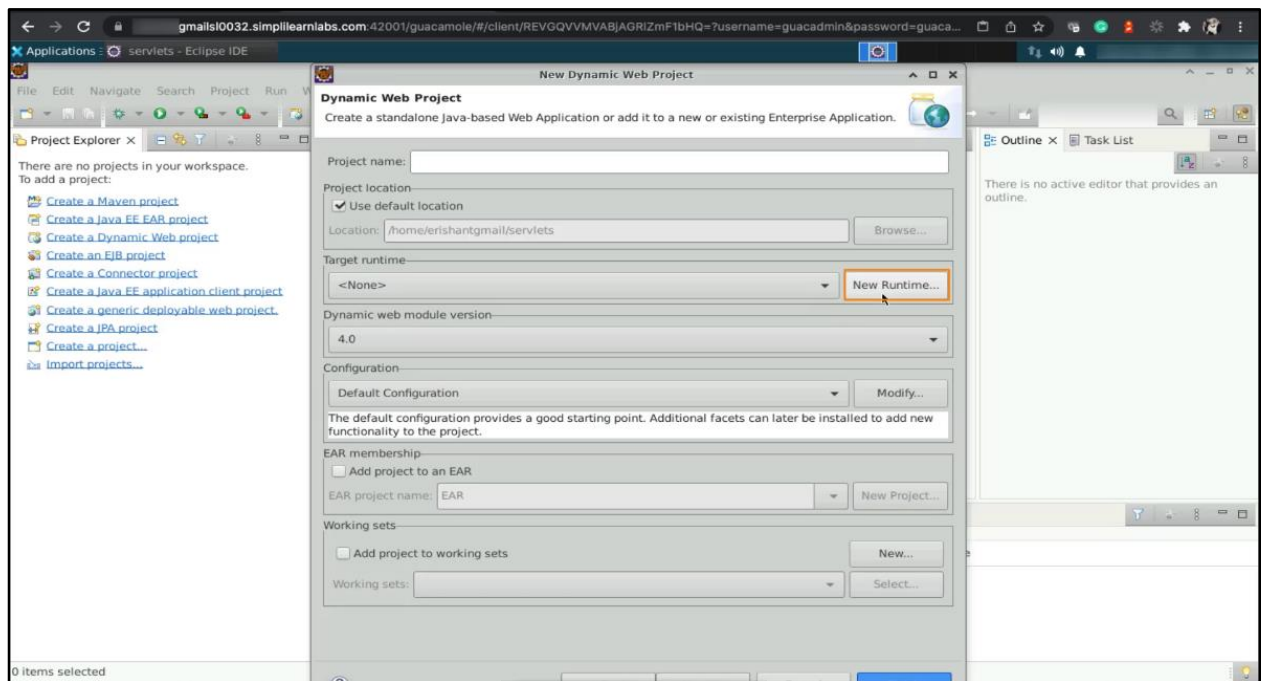 gmailsl0032.simplilearnlabs.com:42001/guacamole/#/client/REVGQVVMVABjAGRlZmF1bHQ=?username=guacadmin&password=guaca...
Applications : servlets - Eclipse IDE
New Dynamic Web Project
File Edit Navigate Search Project Run
Dynamic Web Project
Create a standalone Java-based Web Application or add it to a new or existing Enterprise Application.
Project Explorer
There are no projects in your workspace.
To add a project:
Create a Maven project
Create a Java EE EAR project
Create a Dynamic Web project
Create an EJB project
Create a Connector project
Create a Java EE application client project
Create a generic deployable web project.
Create a JPA project
Create a project...
Import projects...
Project name:
Project location
Use default location
Location: /home/erishantgmail/servlets Browse...
Target runtime
<None> New Runtime...
Dynamic web module version
4.0
Configuration
Default Configuration Modify...
The default configuration provides a good starting point. Additional facets can later be installed to add new
functionality to the project.
EAR membership
Add project to an EAR
EAR project name: EAR New Project...
Working sets
Add project to working sets New...
Working sets: Select...
Outline Task List
There is no active editor that provides an
outline.
0 items selected